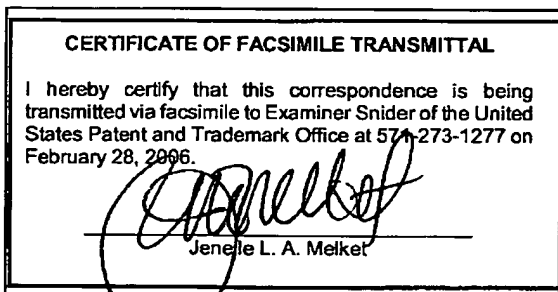 CERTIFICATE OF FACSIMILE TRANSMITTAL
I hereby certify that this correspondence is being
transmitted via facsimile to Examiner Snider of the United
States Patent and Trademark Office at 571-273-1277 on
February 28, 2006.
Jenelle L. A. Melket